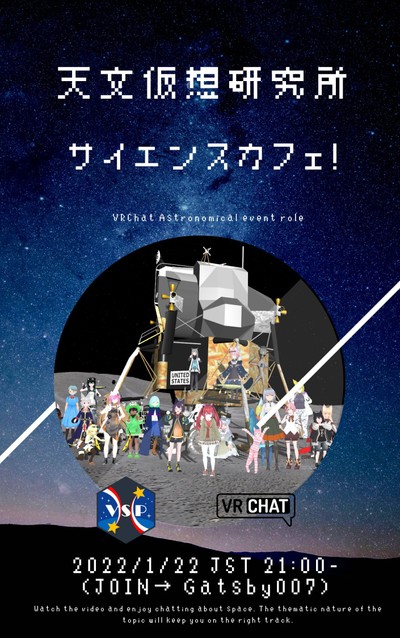 天文仮想研究所
サイエンスカフェ!
VRChat Astronomical event role
UNITED
STATES
VSP
VRCHAT
2022/1/22 JST 21:00-
(JOIN→ Gatsby007)
Watch the video and enjoy chatting about space. The thematic nature of the
topic will keep you on the right track.